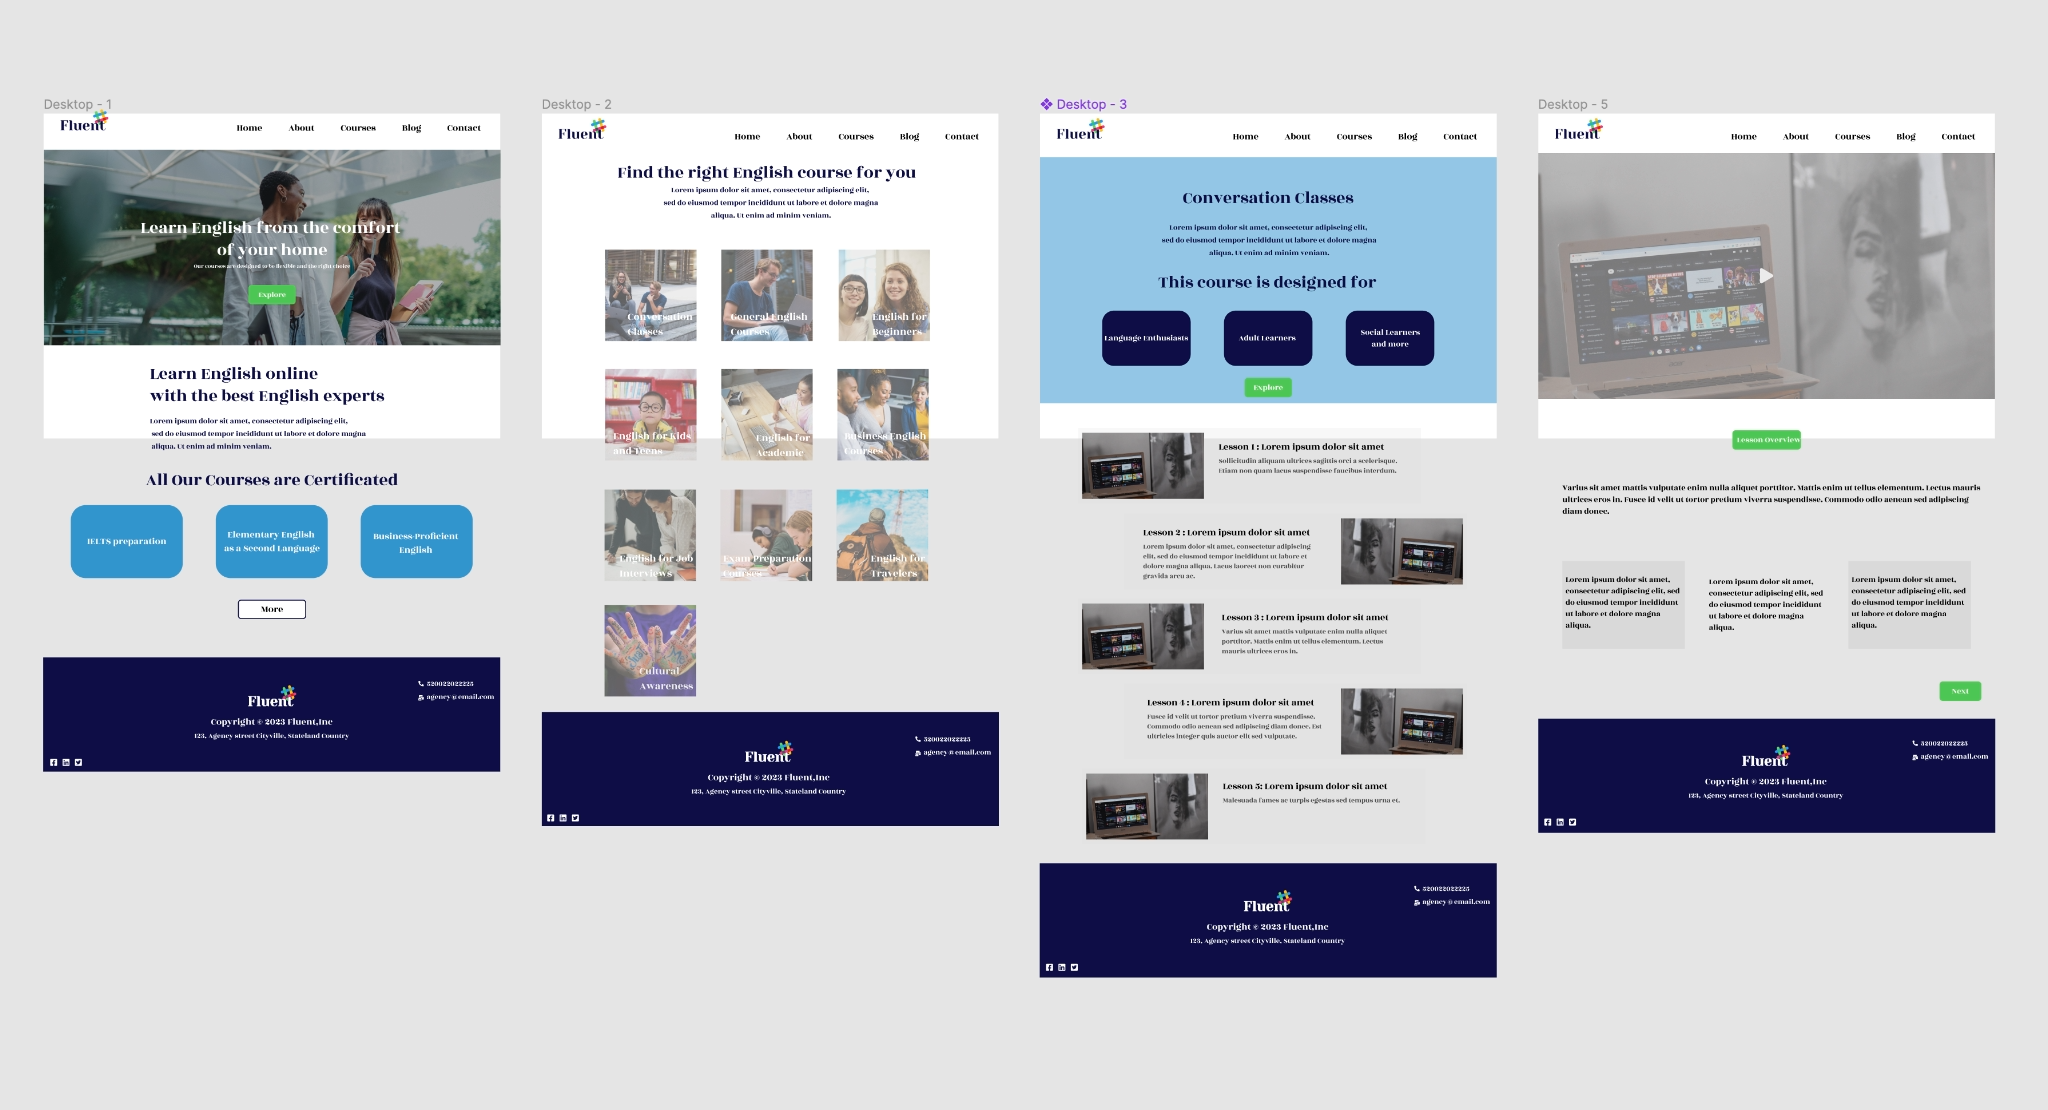 Desktop - 1
Fluent
Home About Courses Blog Contact
Learn English from the comfort
of your home
Our courses are designed to be flexible and the right choice
Explore
Learn English online
with the best English experts
Lorem ipsum dolor sit amet, consectetur adipiscing elit,
sed do eiusmod tempor incididunt ut labore et dolore magna
aliqua. Ut enim ad minim veniam.
All Our Courses are Certificated
IELTS preparation
Elementary English
as a Second Language
Business-Proficient
English
More
Fluent
Copyright © 2023 Fluent,Inc
123, Agency street Cityville, Stateland Country
520022022225
agency@email.com
Desktop - 2
Fluent
Home About Courses Blog Contact
Find the right English course for you
Lorem ipsum dolor sit amet, consectetur adipiscing elit,
sed do eiusmod tempor incididunt ut labore et dolore magna
aliqua. Ut enim ad minim veniam.
Conversation
Classes
General English
Courses
English for
Beginners
English for Kids
and Teens
English for
Academic
Business English
Courses
English for Job
Interviews
Exam Preparation
Courses
English for
Travelers
Cultural
Awareness
Fluent
Copyright © 2023 Fluent,Inc
123, Agency street Cityville, Stateland Country
520022022225
agency@email.com
Desktop - 3
Fluent
Home About Courses Blog Contact
Conversation Classes
Lorem ipsum dolor sit amet, consectetur adipiscing elit,
sed do eiusmod tempor incididunt ut labore et dolore magna
aliqua. Ut enim ad minim veniam.
This course is designed for
Language Enthusiasts
Adult Learners
Social Learners
and more
Explore
Lesson 1 : Lorem ipsum dolor sit amet
Sollicitudin aliquam ultrices sagittis orci a scelerisque.
Etiam non quam lacus suspendisse faucibus interdum.
Lesson 2 : Lorem ipsum dolor sit amet
Lorem ipsum dolor sit amet, consectetur adipiscing
elit, sed do eiusmod tempor incididunt ut labore et
dolore magna aliqua. Lacus laoreet non curabitur
gravida arcu ac.
Lesson 3 : Lorem ipsum dolor sit amet
Varius sit amet mattis vulputate enim nulla aliquet
porttitor. Mattis enim ut tellus elementum. Lectus
mauris ultrices eros in.
Lesson 4 : Lorem ipsum dolor sit amet
Fusce id velit ut tortor pretium viverra suspendisse.
Commodo odio aenean sed adipiscing diam donec. Est
ultricies integer quis auctor elit sed vulputate.
Lesson 5: Lorem ipsum dolor sit amet
Malesuada fames ac turpis egestas sed tempus urna et.
Fluent
Copyright © 2023 Fluent,Inc
123, Agency street Cityville, Stateland Country
520022022225
agency@email.com
Desktop - 5
Fluent
Home About Courses Blog Contact
Lesson Overview
Varius sit amet mattis vulputate enim nulla aliquet porttitor. Mattis enim ut tellus elementum. Lectus mauris
ultrices eros in. Fusce id velit ut tortor pretium viverra suspendisse. Commodo odio aenean sed adipiscing
diam donec.
Lorem ipsum dolor sit amet,
consectetur adipiscing elit, sed
do eiusmod tempor incididunt
ut labore et dolore magna
aliqua.
Lorem ipsum dolor sit amet,
consectetur adipiscing elit, sed
do eiusmod tempor incididunt
ut labore et dolore magna
aliqua.
Lorem ipsum dolor sit amet,
consectetur adipiscing elit, sed
do eiusmod tempor incididunt
ut labore et dolore magna
aliqua.
Next
Fluent
Copyright © 2023 Fluent,Inc
123, Agency street Cityville, Stateland Country
520022022225
agency@email.com